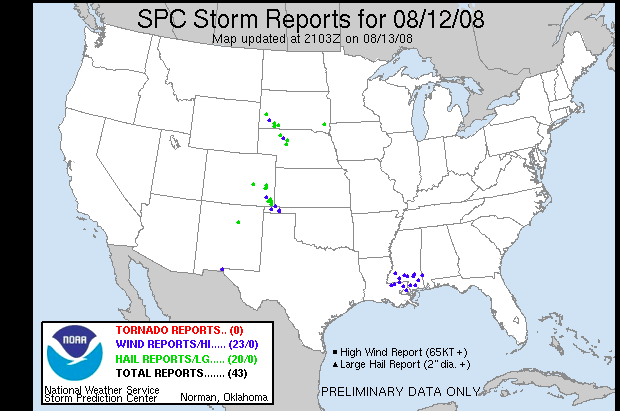 SPC Storm Reports for 08/12/08
Map updated at 2103Z on 08/13/08
NOAA
TORNADO REPORTS.. (0)
WIND REPORTS/HI..... (23/0)
HAIL REPORTS/LG..... (20/0)
TOTAL REPORTS....... (43)
National Weather Service
Storm Prediction Center Norman, Oklahoma
High Wind Report (65KT +)
Large Hail Report (2" dia. +)
PRELIMINARY DATA ONLY